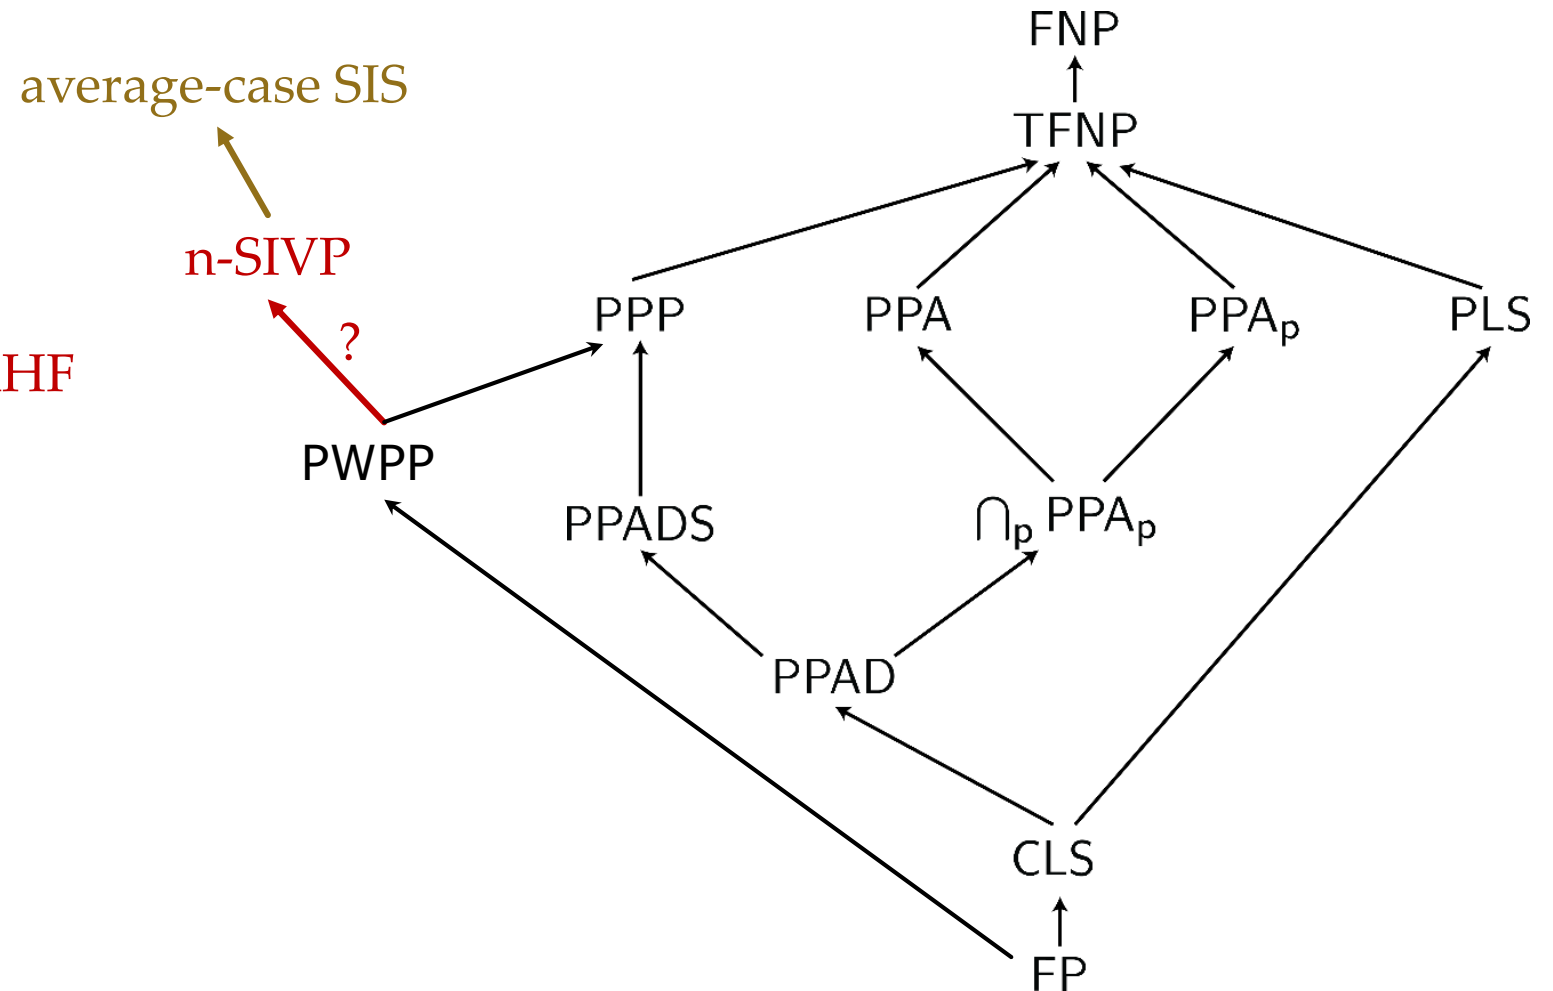 FNP
average-case SIS
TFNP
n-SIVP
PPP
PPA
PPAp
PLS
?
HF
PWPP
PPADS
⋂p PPAp
PPAD
CLS
FP